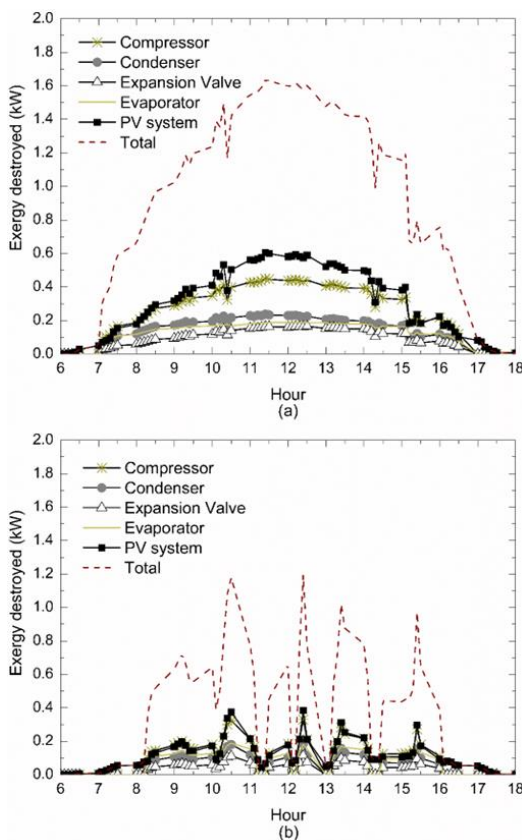 2.0
1.8
1.6
1.4
1.2
1.0
0.8
0.6
0.4
0.2
0.0
Exergy destroyed (kW)
Compressor
Condenser
Expansion Valve
Evaporator
PV system
Total
6 7 8 9 10 11 12 13 14 15 16 17 18
Hour
(a)
2.0
1.8
1.6
1.4
1.2
1.0
0.8
0.6
0.4
0.2
0.0
Exergy destroyed (kW)
Compressor
Condenser
Expansion Valve
Evaporator
PV system
Total
6 7 8 9 10 11 12 13 14 15 16 17 18
Hour
(b)